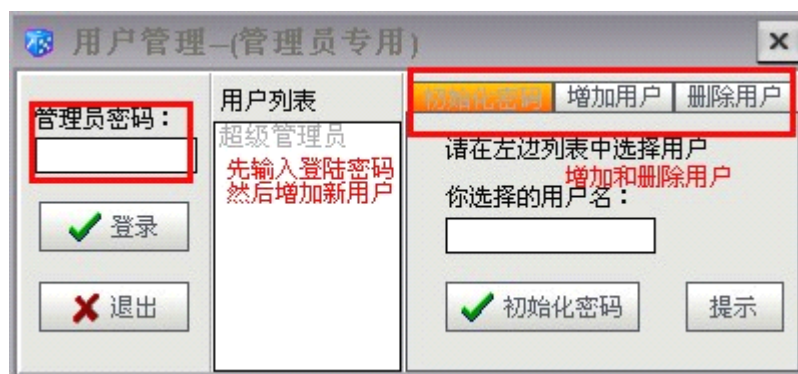 用户管理--(管理员专用)
管理员密码：
登录
退出
用户列表
超级管理员
先输入登陆密码
然后增加新用户
初始化密码 增加用户 删除用户
请在左边列表中选择用户
增加和删除用户
你选择的用户名：
初始化密码 提示